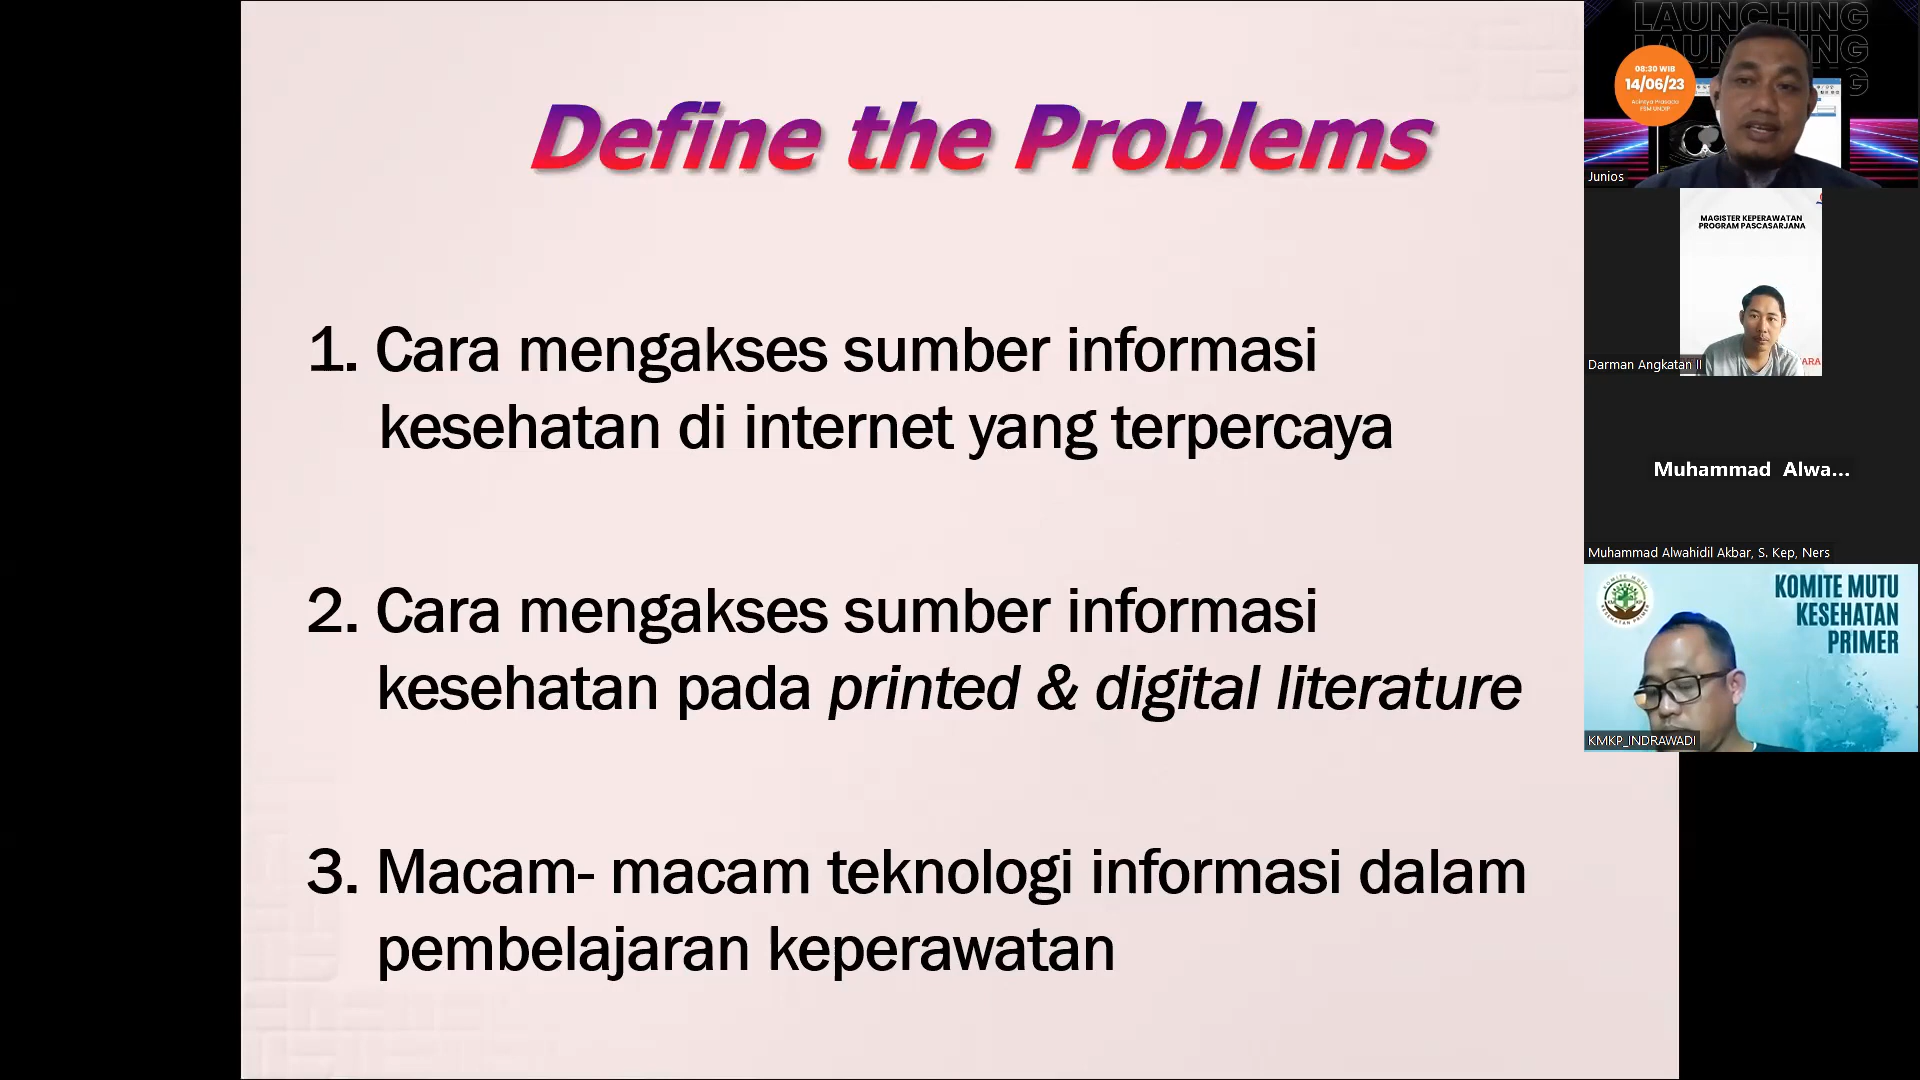 Define the Problems
1. Cara mengakses sumber informasi
kesehatan di internet yang terpercaya
2. Cara mengakses sumber informasi
kesehatan pada printed & digital literature
3. Macam- macam teknologi informasi dalam
pembelajaran keperawatan
LAUNCHING
08:30 WIB
14/06/23
Junios
MAGISTER KEPERAWATAN
PROGRAM PASCASARJANA
ARA
Darman Angkatan II
Muhammad Alwa...
Muhammad Alwahidil Akbar, S. Kep, Ners
KOMITE MUTU
KESEHATAN
PRIMER
KMKP_INDRAWADI